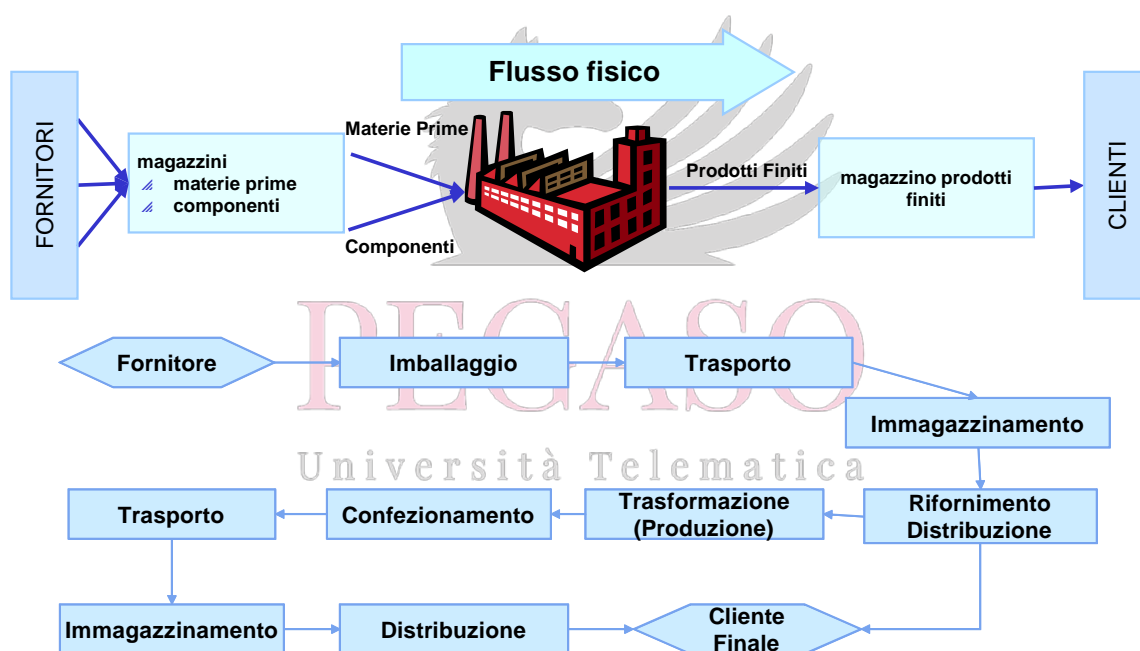 Flusso fisico
FORNITORI
magazzini
materie prime
componenti
Materie Prime
Componenti
Prodotti Finiti
magazzino prodotti
finiti
CLIENTI
PEGASO
Università Telematica
Fornitore
Imballaggio
Trasporto
Immagazzinamento
Rifornimento
Distribuzione
Trasformazione
(Produzione)
Confezionamento
Trasporto
Immagazzinamento
Distribuzione
Cliente
Finale